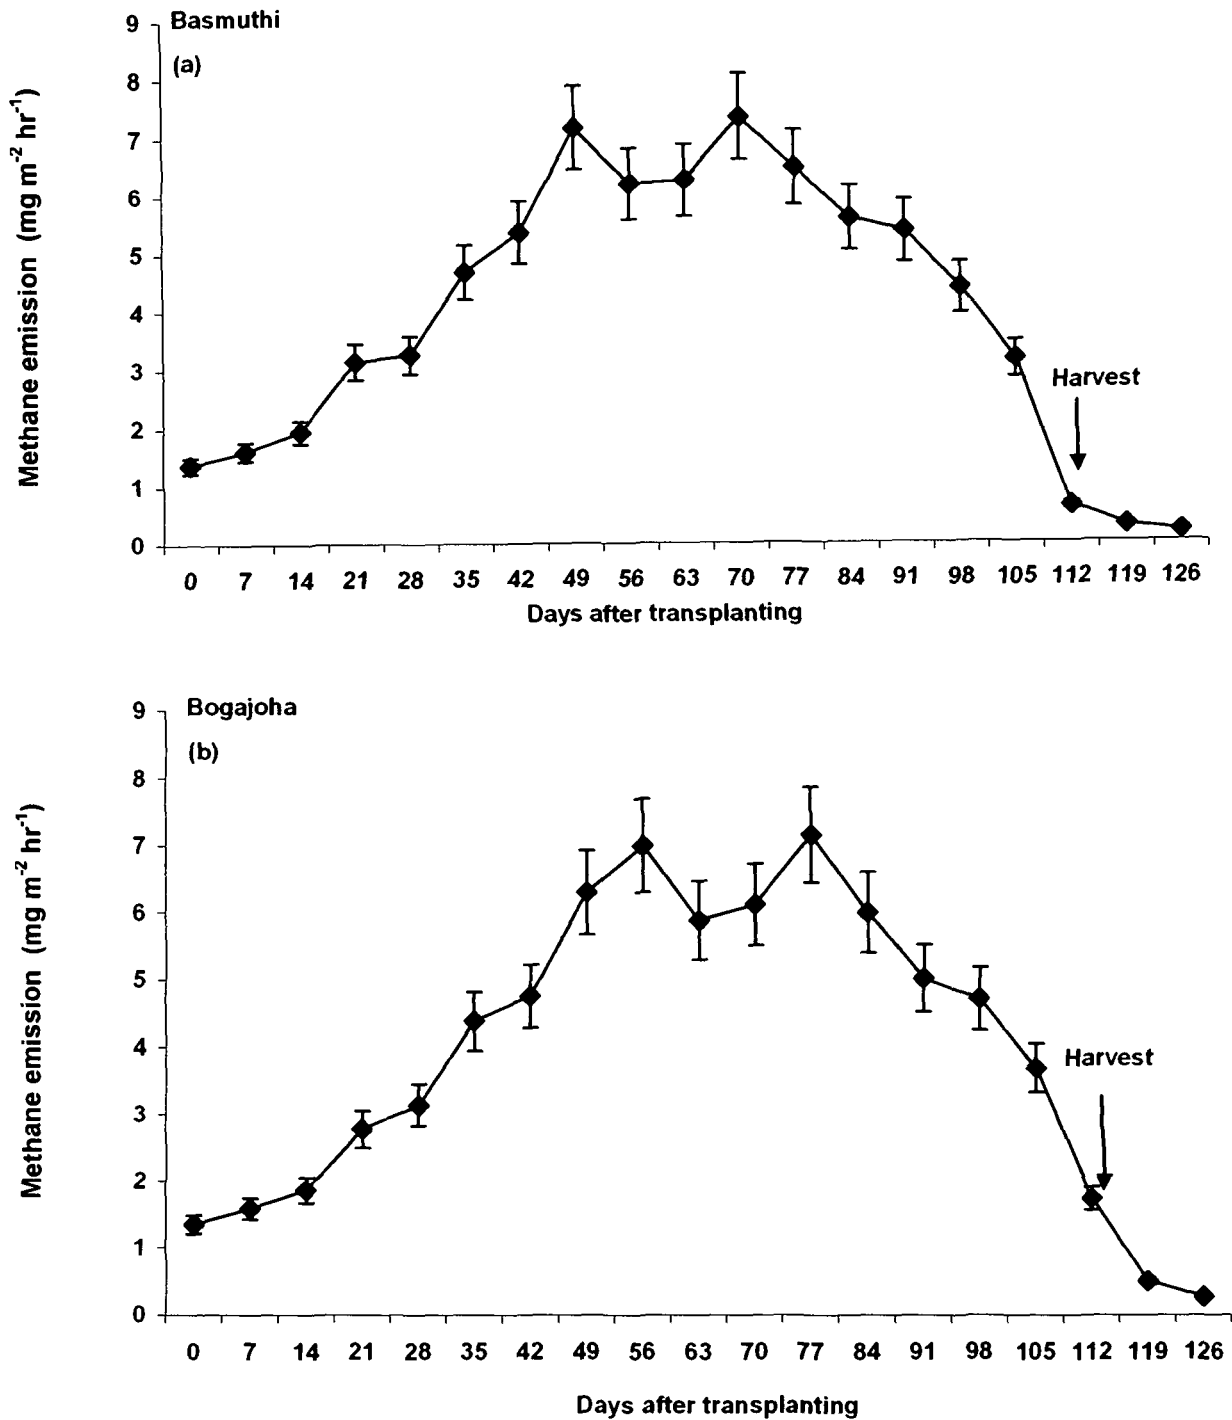 Basmuthi
(a)
9
8
7
6
5
4
3
2
1
0
Methane emission (mg m⁻² hr⁻¹)
Harvest
0 7 14 21 28 35 42 49 56 63 70 77 84 91 98 105 112 119 126
Days after transplanting
Bogajoha
(b)
9
8
7
6
5
4
3
2
1
0
Methane emission (mg m⁻² hr⁻¹)
Harvest
0 7 14 21 28 35 42 49 56 63 70 77 84 91 98 105 112 119 126
Days after transplanting